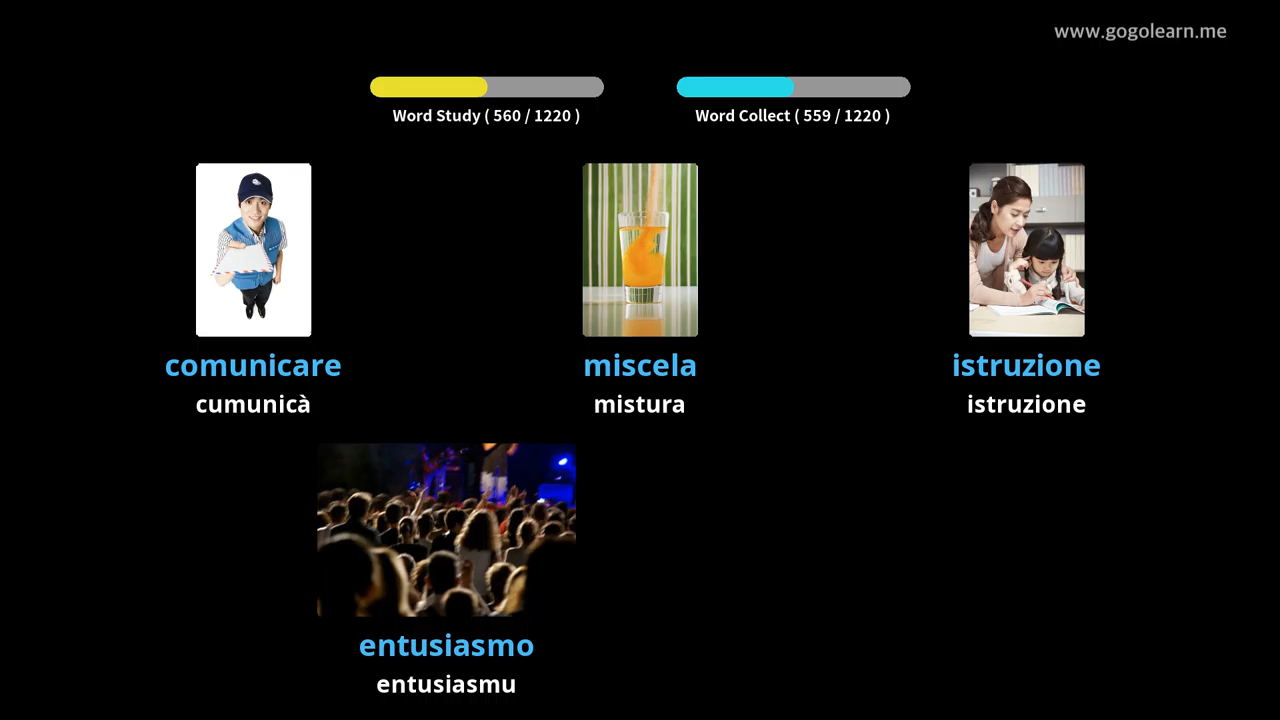 www.gogolearn.me
Word Study ( 560 / 1220 )
Word Collect ( 559 / 1220 )
comunicare
cumunicà
miscela
mistura
istruzione
istruzione
entusiasmo
entusiasmu